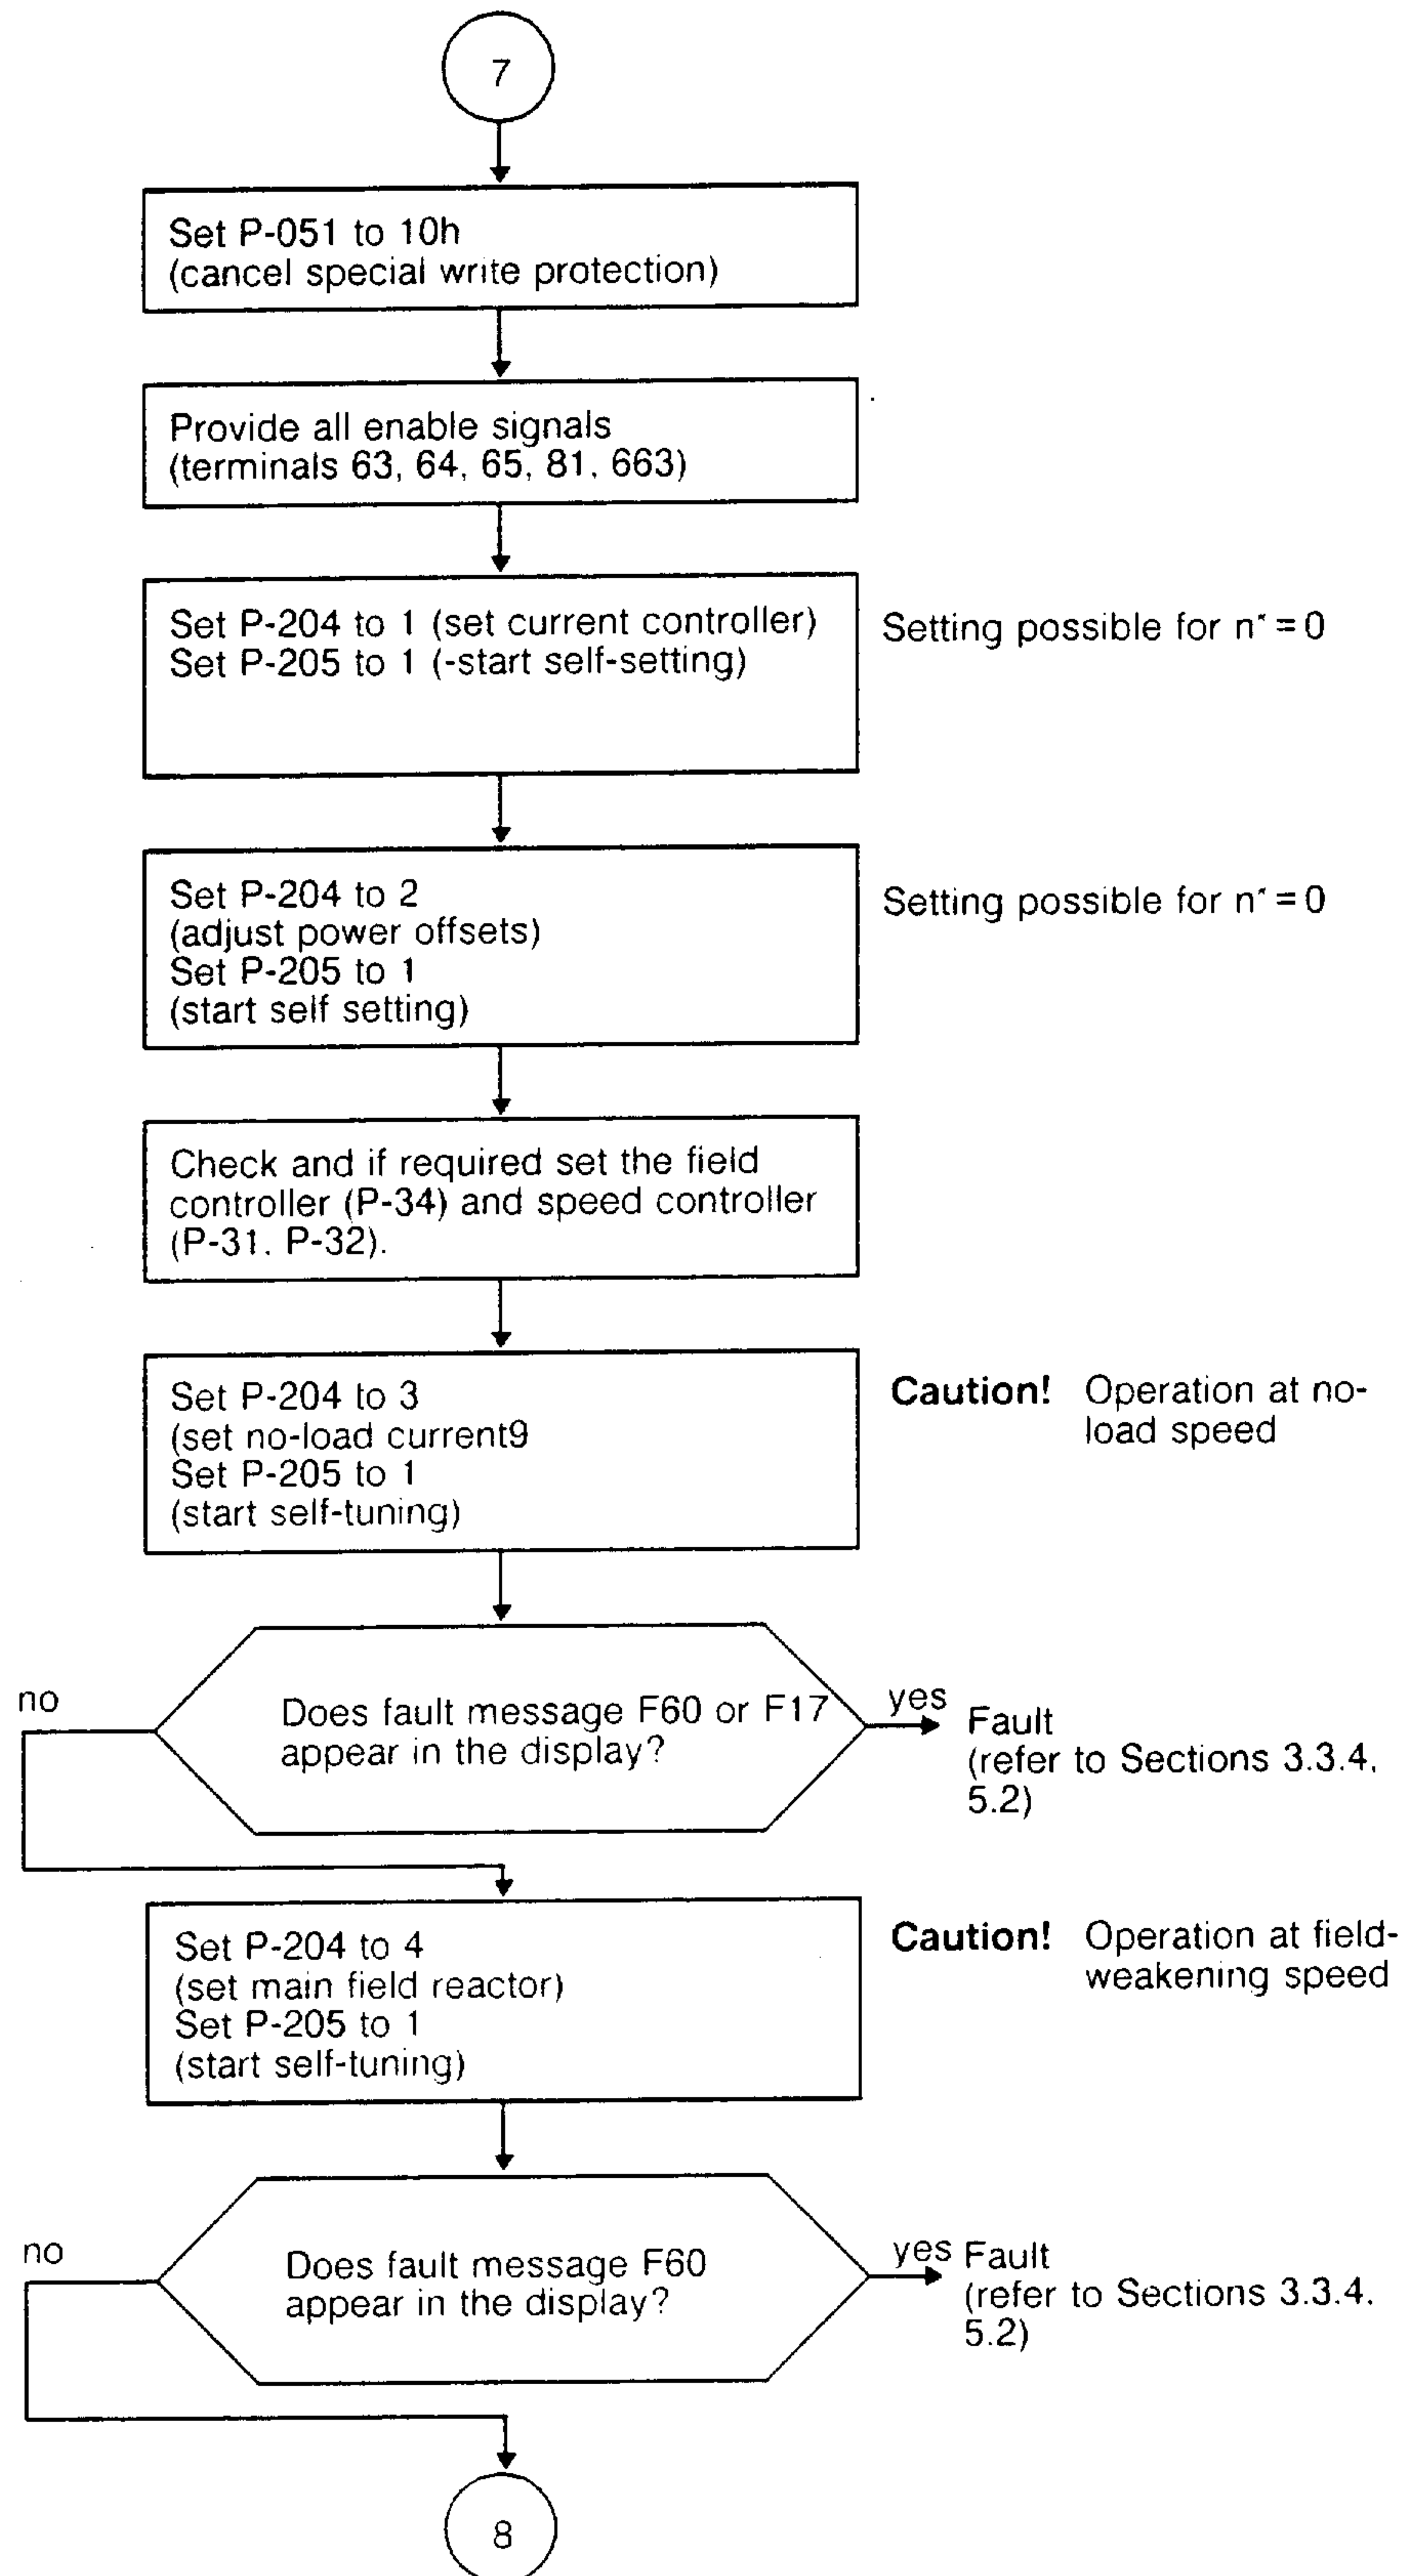 7
Set P-051 to 10h
(cancel special write protection)
Provide all enable signals
(terminals 63, 64, 65, 81, 663)
Set P-204 to 1 (set current controller)
Set P-205 to 1 (-start self-setting)
Setting possible for n* = 0
Set P-204 to 2
(adjust power offsets)
Set P-205 to 1
(start self setting)
Setting possible for n* = 0
Check and if required set the field
controller (P-34) and speed controller
(P-31. P-32).
Set P-204 to 3
(set no-load current9
Set P-205 to 1
(start self-tuning)
Caution! Operation at no-
load speed
no
Does fault message F60 or F17
appear in the display?
yes
Fault
(refer to Sections 3.3.4,
5.2)
Set P-204 to 4
(set main field reactor)
Set P-205 to 1
(start self-tuning)
Caution! Operation at field-
weakening speed
no
Does fault message F60
appear in the display?
yes
Fault
(refer to Sections 3.3.4.
5.2)
8